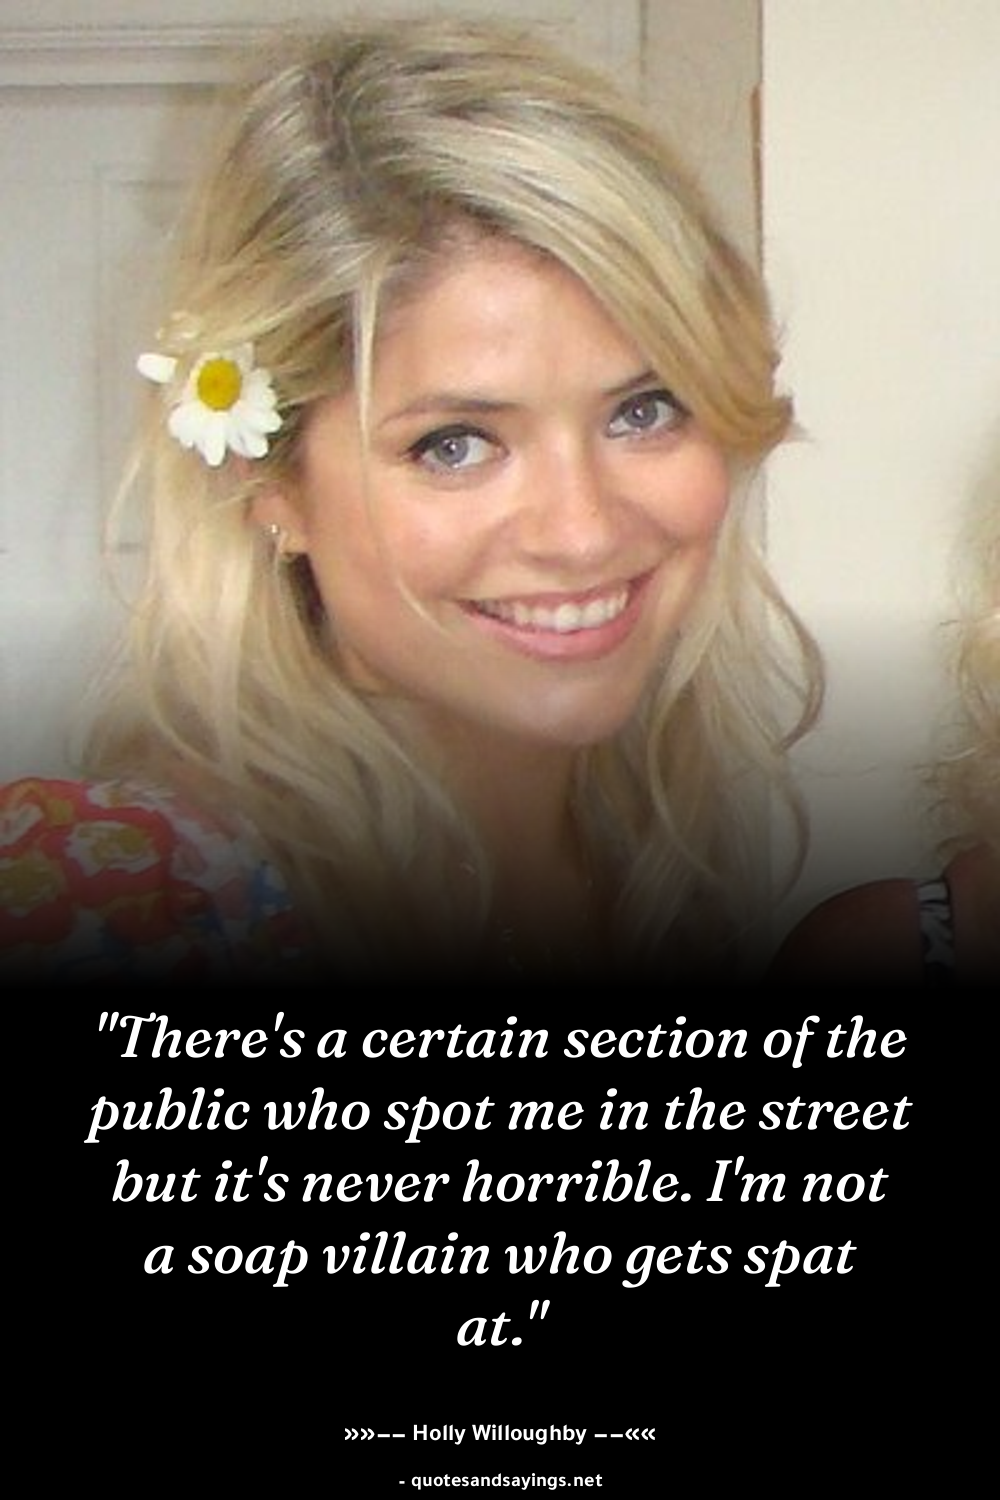 "There's a certain section of the
public who spot me in the street
but it's never horrible. I'm not
a soap villain who gets spat
at."
»»-- Holly Willoughby --««
- quotesandsayings.net